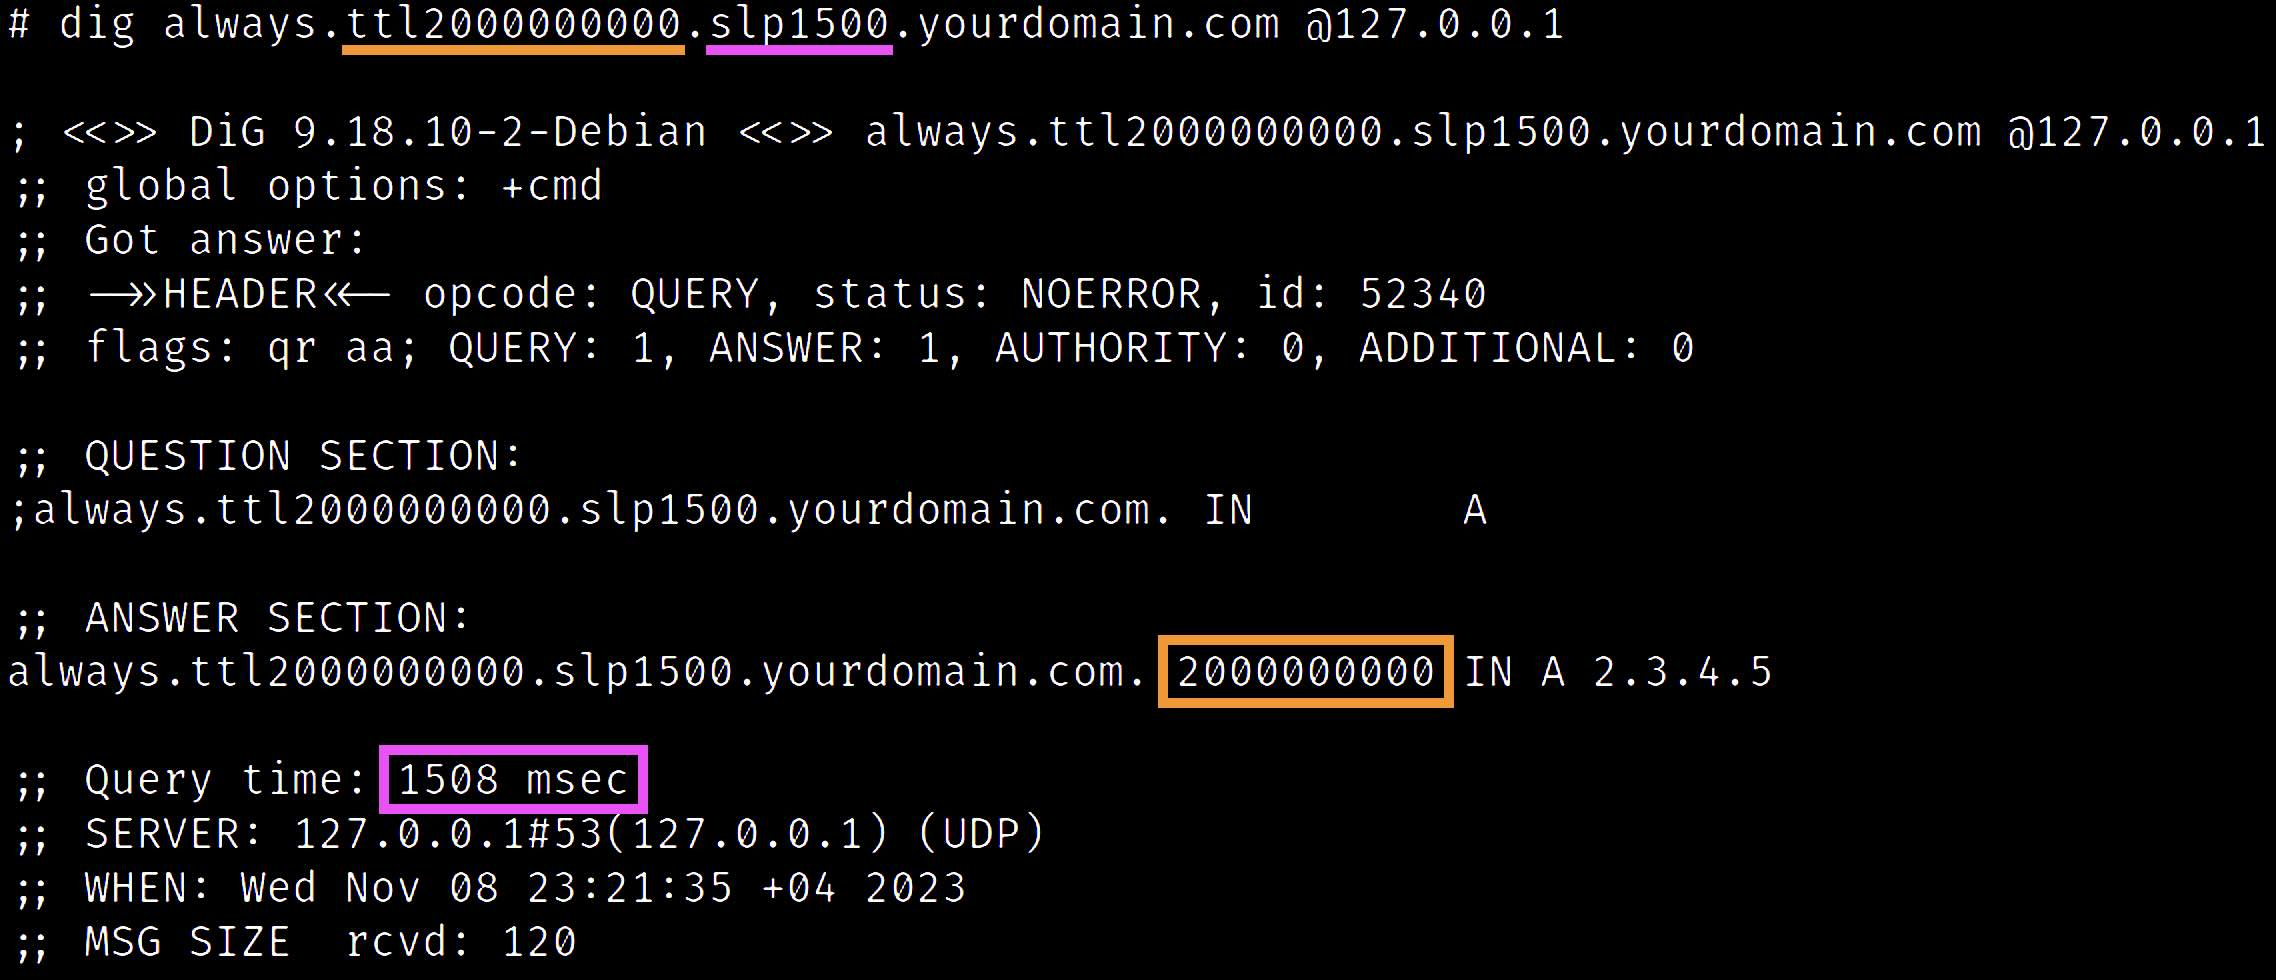 # dig always.ttl2000000000.slp1500.yourdomain.com @127.0.0.1
; <<>> DiG 9.18.10-2-Debian <<>> always.ttl2000000000.slp1500.yourdomain.com @127.0.0.1
;; global options: +cmd
;; Got answer:
;; ->>HEADER<<- opcode: QUERY, status: NOERROR, id: 52340
;; flags: qr aa; QUERY: 1, ANSWER: 1, AUTHORITY: 0, ADDITIONAL: 0
;; QUESTION SECTION:
;always.ttl2000000000.slp1500.yourdomain.com. IN A
;; ANSWER SECTION:
always.ttl2000000000.slp1500.yourdomain.com. 2000000000 IN A 2.3.4.5
;; Query time: 1508 msec
;; SERVER: 127.0.0.1#53(127.0.0.1) (UDP)
;; WHEN: Wed Nov 08 23:21:35 +04 2023
;; MSG SIZE  rcvd: 120